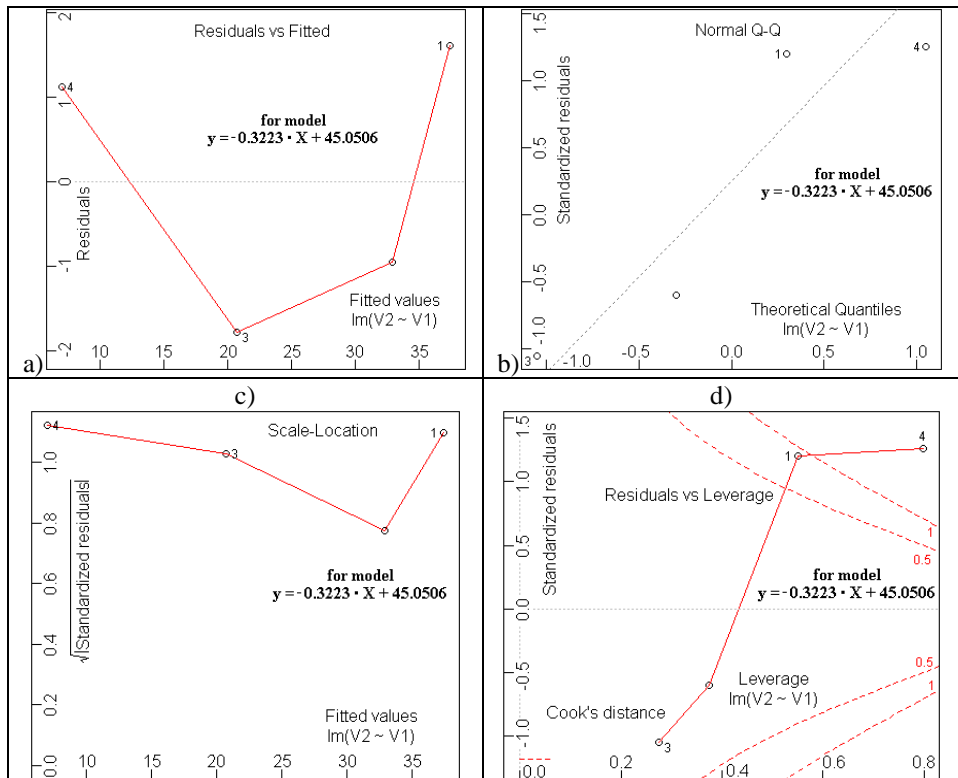 a)
Residuals vs Fitted
1
4
for model
y = -0.3223 · X + 45.0506
Residuals
1
0
-1
-2
3
Fitted values
lm(V2 ~ V1)
10 15 20 25 30 35
b)
Normal Q-Q
1
4
Standardized residuals
1.5
1.0
0.5
0.0
-0.5
-1.0
for model
y = -0.3223 · X + 45.0506
Theoretical Quantiles
lm(V2 ~ V1)
3
-1.0 -0.5 0.0 0.5 1.0
c)
Scale-Location
4
3
1
√|Standardized residuals|
1.0
0.8
0.6
0.4
0.2
0.0
for model
y = -0.3223 · X + 45.0506
Fitted values
lm(V2 ~ V1)
10 15 20 25 30 35
d)
Standardized residuals
1.5
1.0
0.5
0.0
-0.5
-1.0
1
4
Residuals vs Leverage
1
0.5
for model
y = -0.3223 · X + 45.0506
0.5
1
Leverage
lm(V2 ~ V1)
Cook's distance
3
0.0 0.2 0.4 0.6 0.8